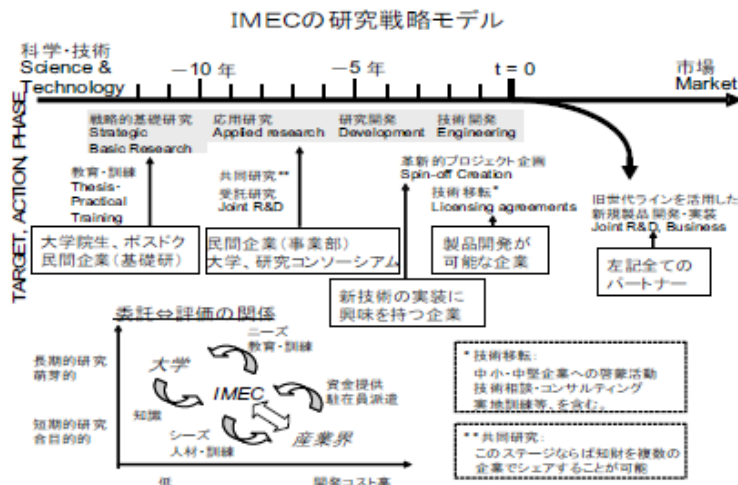 IMECの研究戦略モデル
科学・技術
Science &
Technology
－10 年
－5 年
t = 0
市場
Market
TARGET, ACTION, PHASE
戦略的基礎研究
Strategic
Basic Research
応用研究
Applied research
研究開発
Development
技術開発
Engineering
教育・訓練
Thesis-
Practical
Training
共同研究**
受託研究
Joint R&D
革新的プロジェクト企画
Spin-off Creation
技術移転*
Licensing agreements
旧世代ラインを活用した
新規製品開発・実装
Joint R&D, Business
大学院生、ポスドク
民間企業(基礎研)
民間企業(事業部)
大学、研究コンソーシアム
製品開発が
可能な企業
左記全ての
パートナー
新技術の実装に
興味を持つ企業
委託⇔評価の関係
長期的研究
萌芽的
短期的研究
合目的的
大学
IMEC
産業界
ニーズ
教育・訓練
資金提供
駐在員派遣
知識
シーズ
人材・訓練
低
開発コスト高
* 技術移転:
中小・中堅企業への啓蒙活動
技術相談・コンサルティング
実地訓練等、を含む。
** 共同研究:
このステージならば知財を複数の
企業でシェアすることが可能